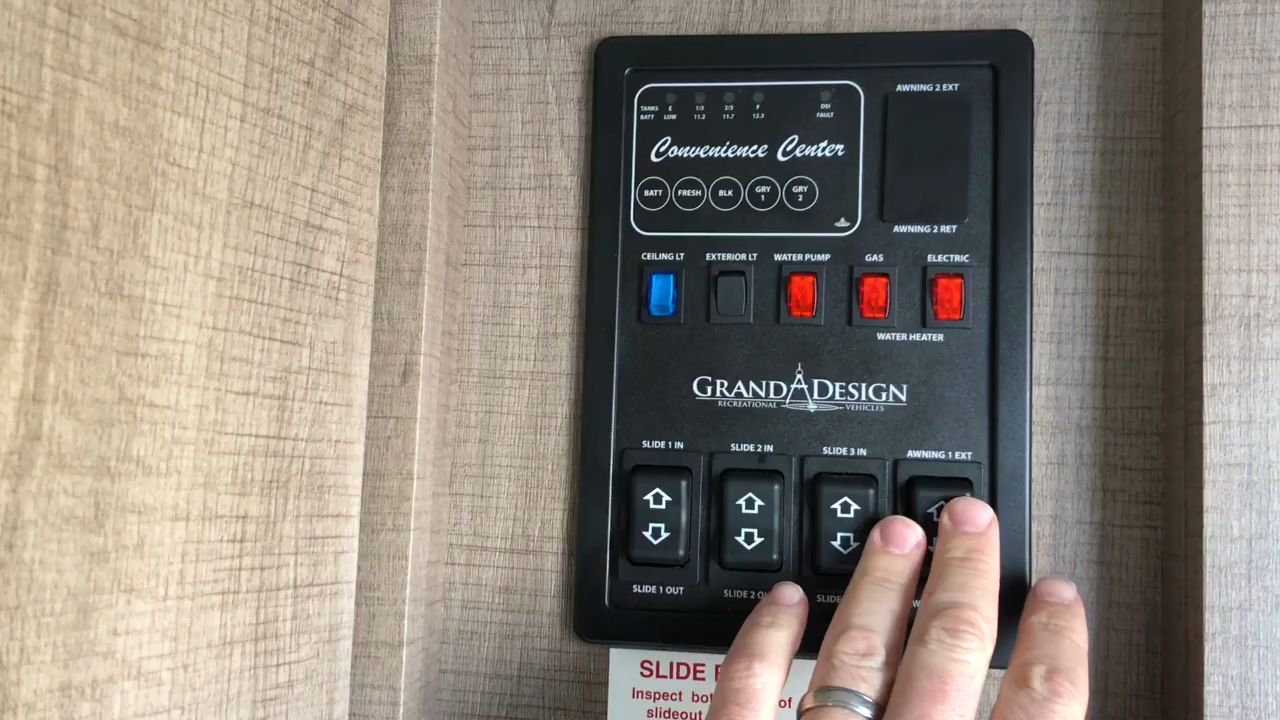 TANKS E 1/3 2/3 F DSI
BATT LOW 11.2 11.7 12.3 FAULT
Convenience Center
BATT FRESH BLK GRY 1 GRY 2
AWNING 2 EXT
AWNING 2 RET
CEILING LT EXTERIOR LT WATER PUMP GAS ELECTRIC
WATER HEATER
GRAND DESIGN
RECREATIONAL VEHICLES
SLIDE 1 IN SLIDE 2 IN SLIDE 3 IN AWNING 1 EXT
SLIDE 1 OUT SLIDE 2
SLIDE
Inspect of
slideout